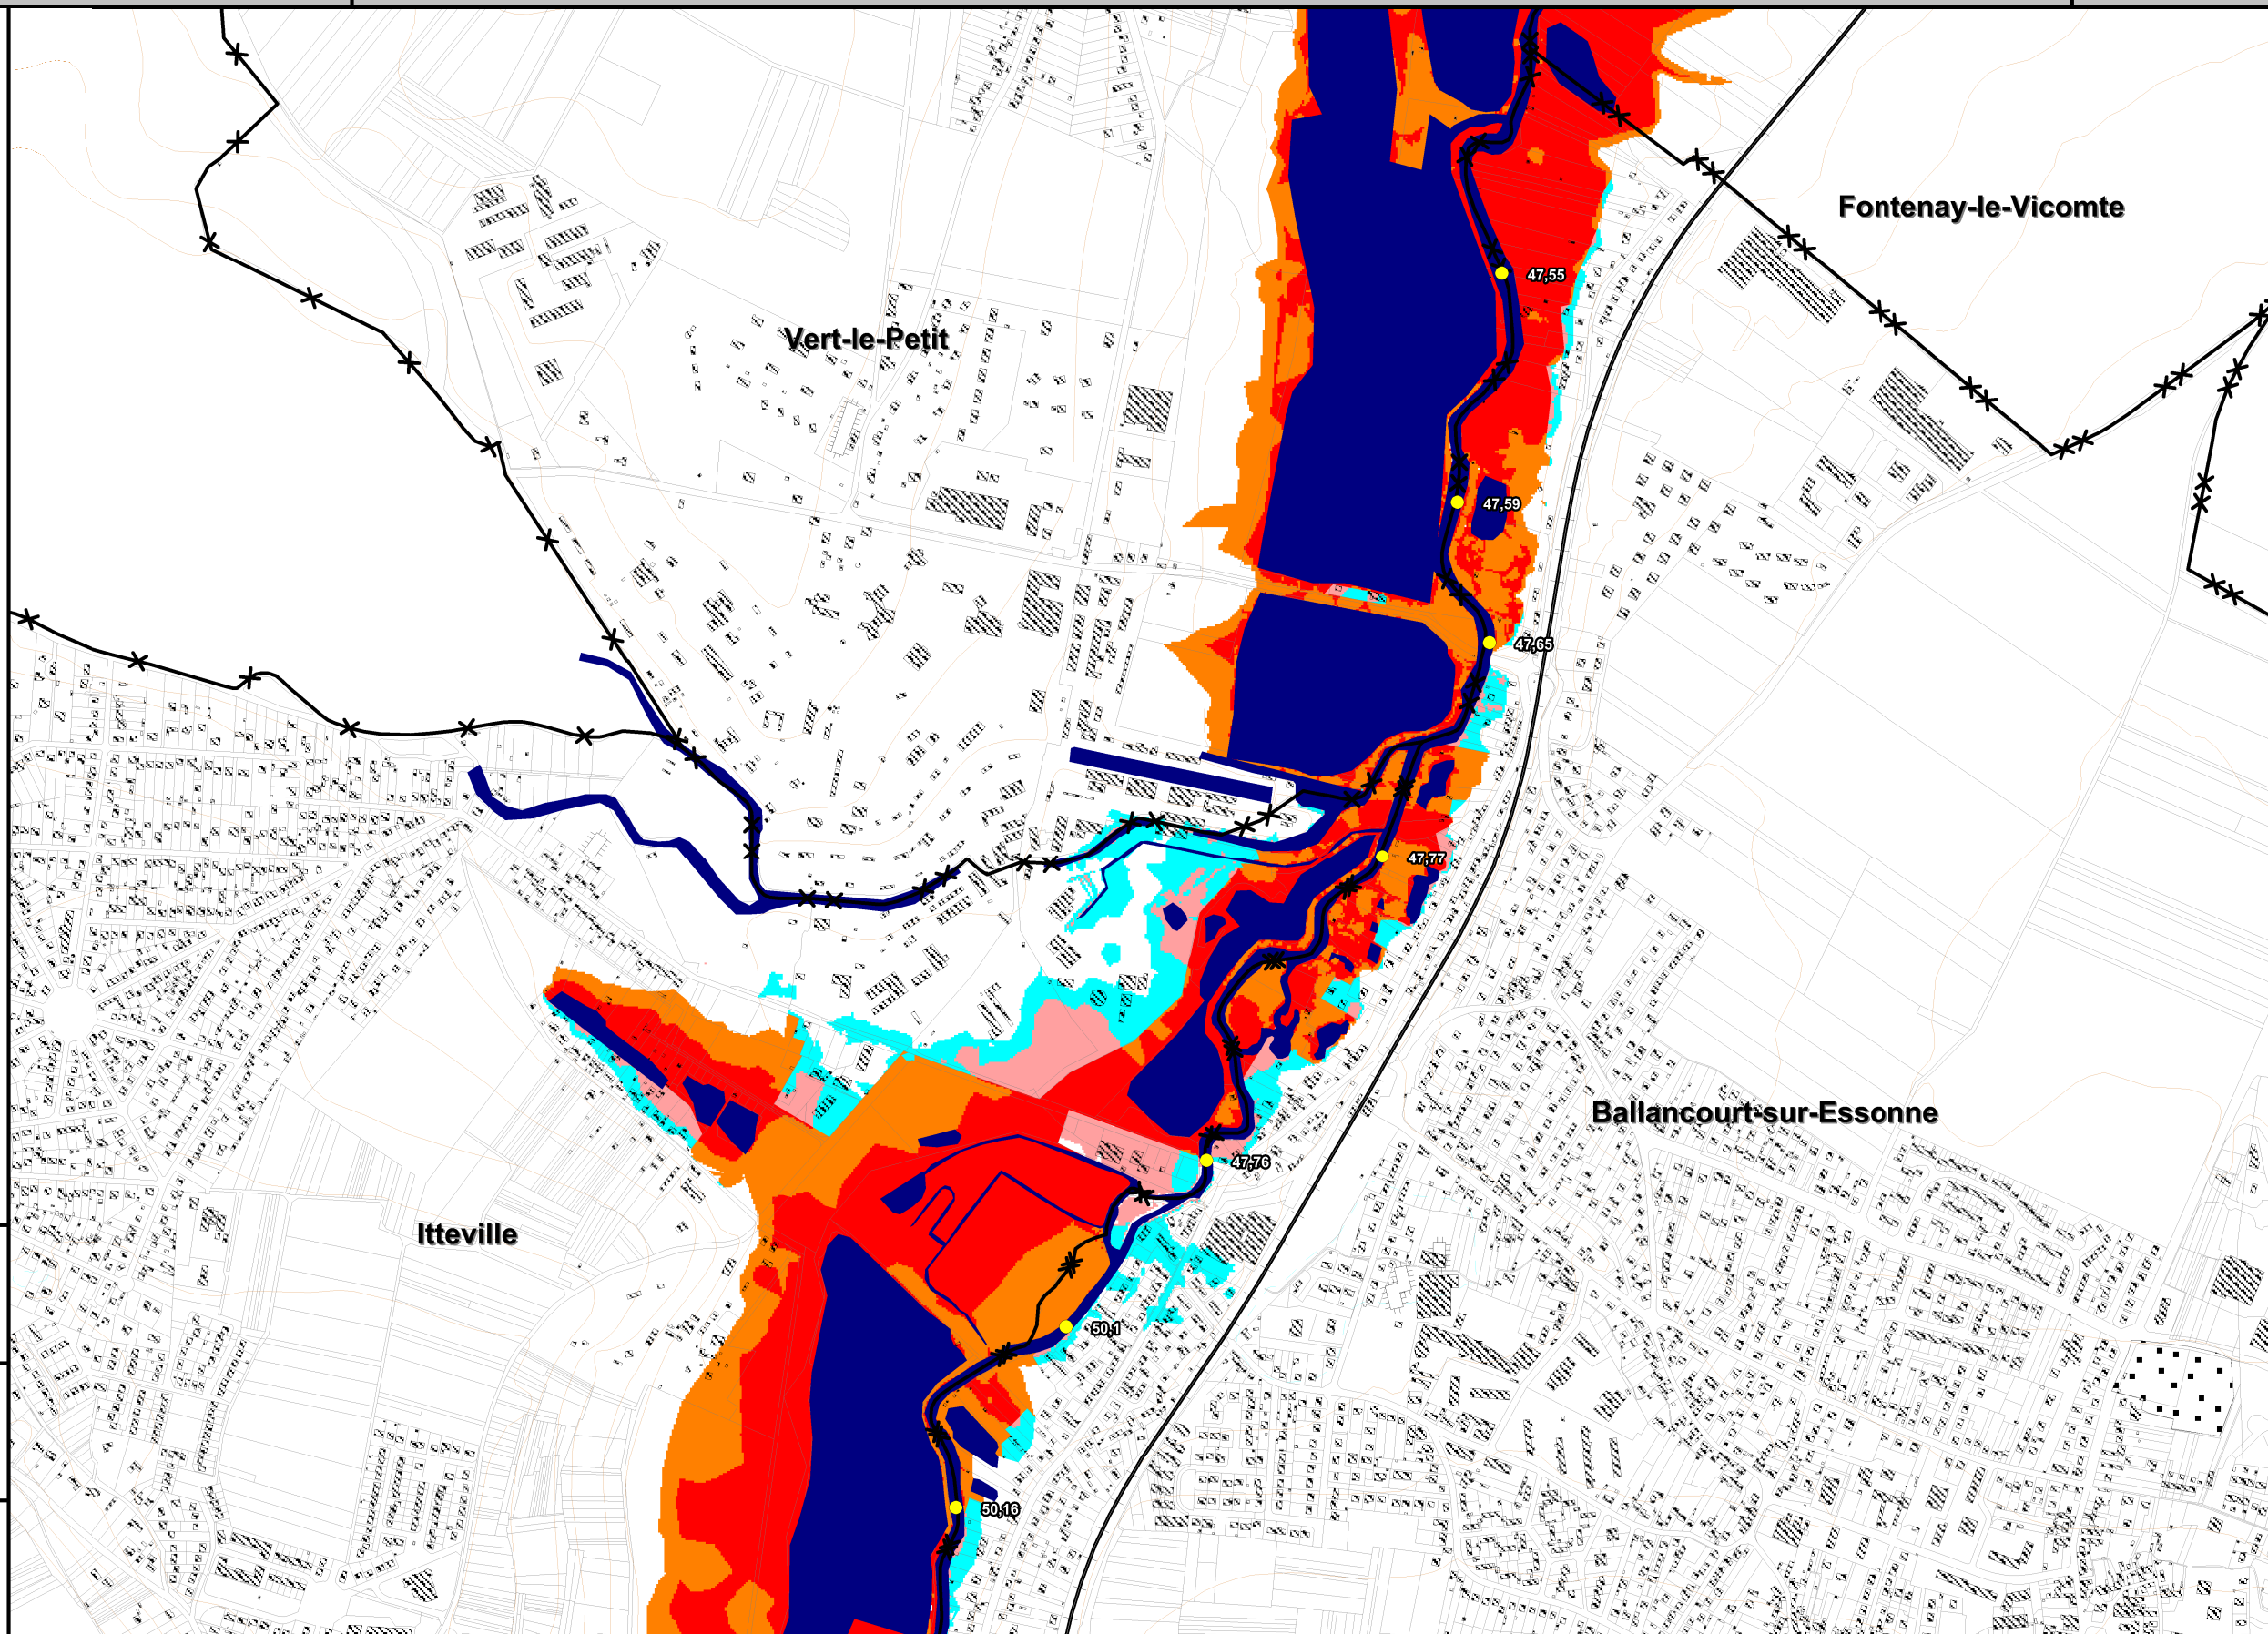 Fontenay-le-Vicomte
47,55
Vert-le-Petit
47,59
47,65
47,77
Ballancourt-sur-Essonne
47,76
Itteville
50,1
50,16